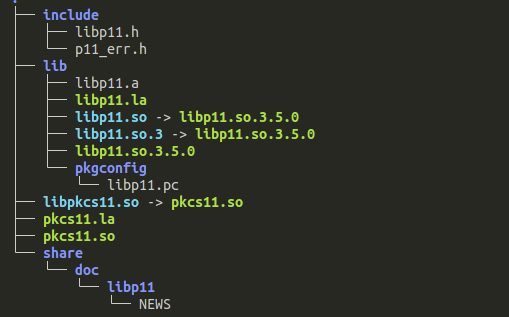 ├── include
│   ├── libp11.h
│   └── p11_err.h
├── lib
│   ├── libp11.a
│   ├── libp11.la
│   ├── libp11.so -> libp11.so.3.5.0
│   ├── libp11.so.3 -> libp11.so.3.5.0
│   ├── libp11.so.3.5.0
│   └── pkgconfig
│       └── libp11.pc
├── libpkcs11.so -> pkcs11.so
├── pkcs11.la
├── pkcs11.so
└── share
    └── doc
        └── libp11
            └── NEWS